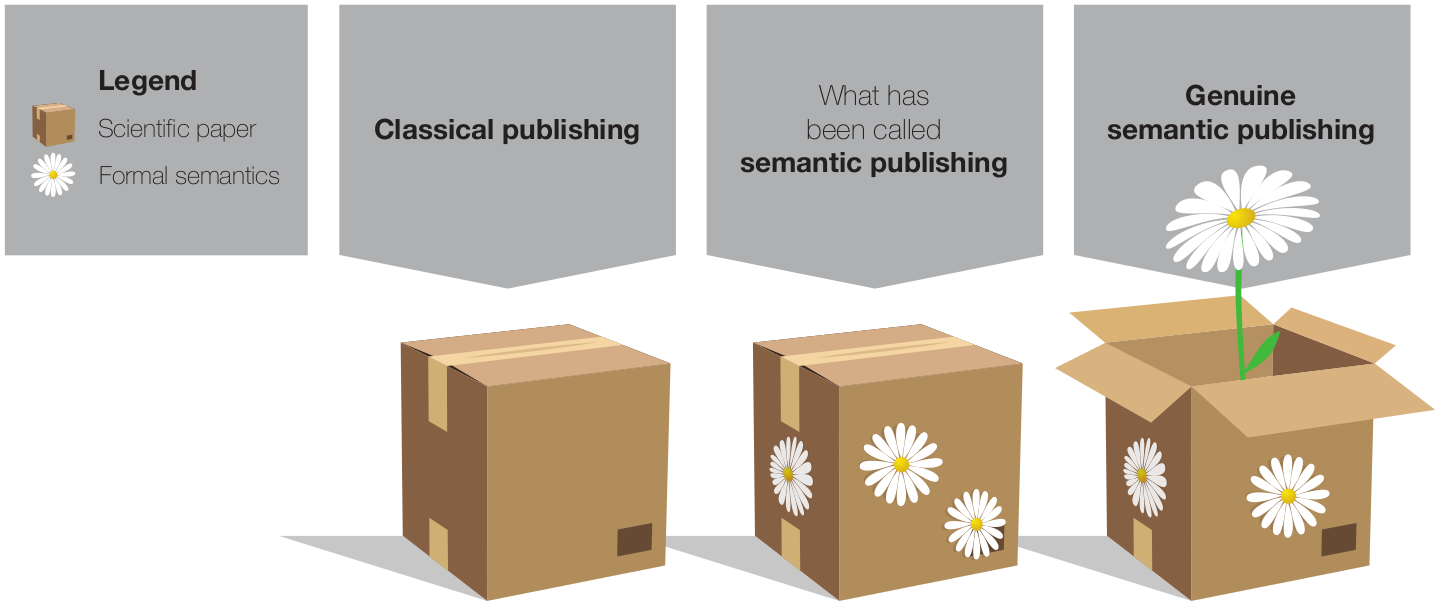 Legend
Scientific paper
Formal semantics
Classical publishing
What has
been called
semantic publishing
Genuine
semantic publishing